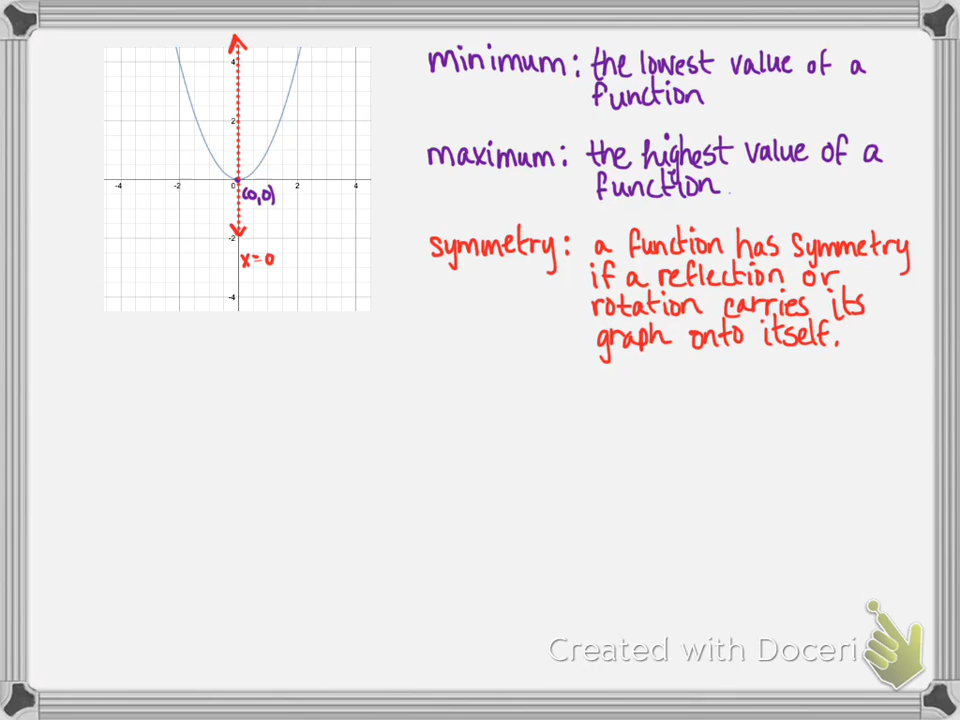 4
2
-4
-2
0
2
4
(0,0)
-2
x=0
-4
minimum: the lowest value of a
function
maximum: the highest value of a
function.
symmetry: a function has symmetry
if a reflection or
rotation carries its
graph onto itself.
Created with Doceri